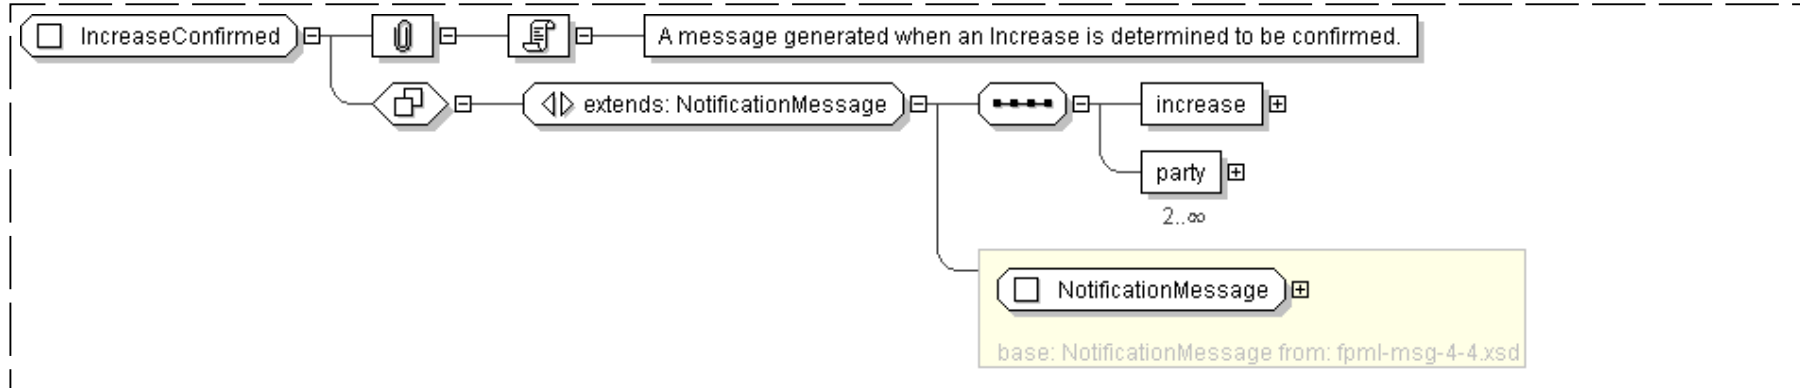 IncreaseConfirmed
A message generated when an Increase is determined to be confirmed.
extends: NotificationMessage
increase
party
2..∞
NotificationMessage
base: NotificationMessage from: fpml-msg-4-4.xsd